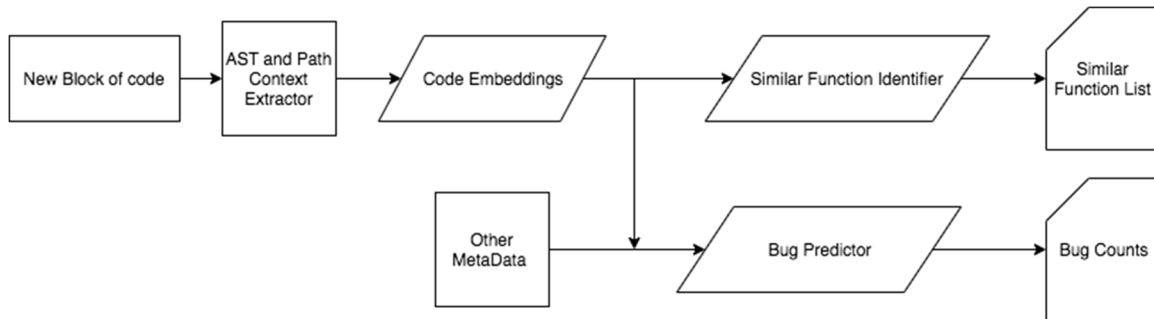 New Block of code
AST and Path
Context
Extractor
Code Embeddings
Similar Function Identifier
Similar
Function List
Other
MetaData
Bug Predictor
Bug Counts